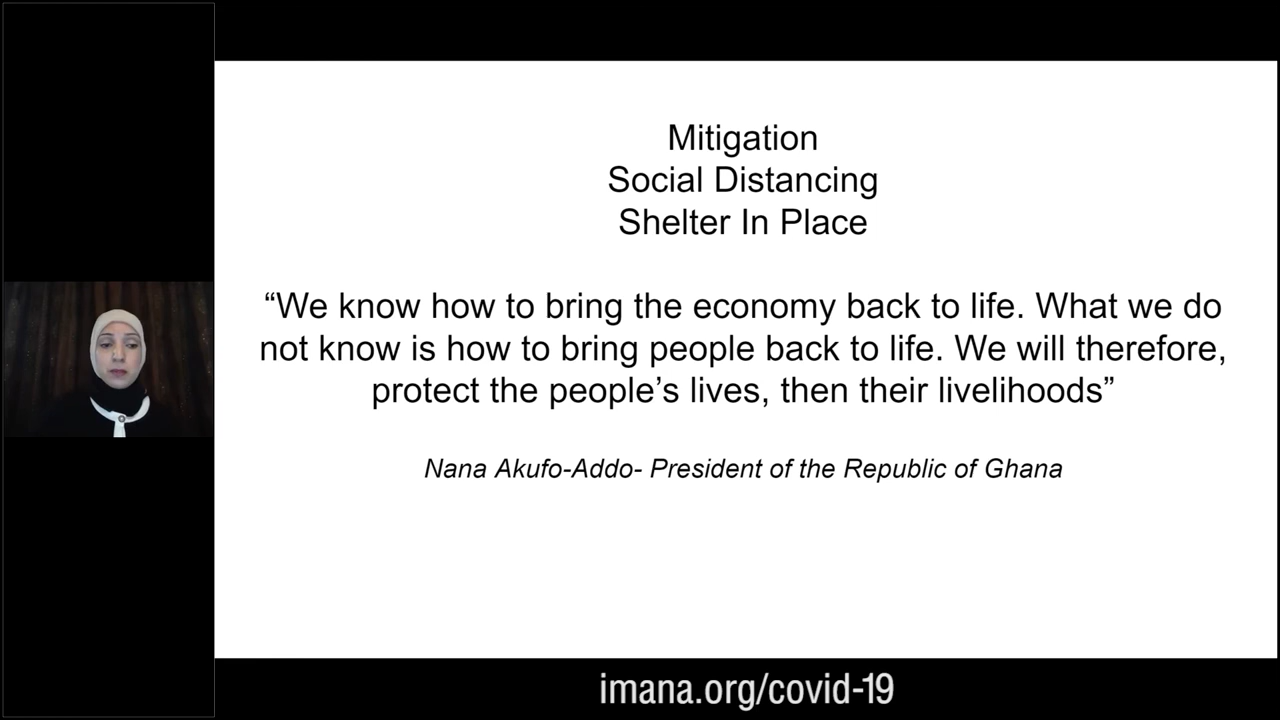 Mitigation
Social Distancing
Shelter In Place
“We know how to bring the economy back to life. What we do
not know is how to bring people back to life. We will therefore,
protect the people’s lives, then their livelihoods”
Nana Akufo-Addo- President of the Republic of Ghana
imana.org/covid-19